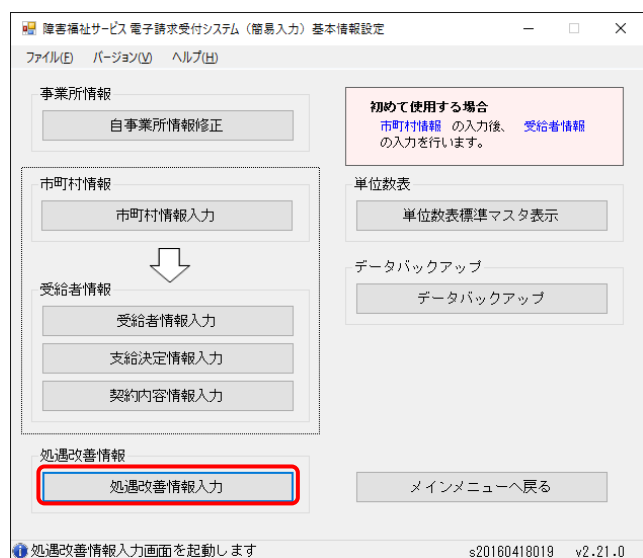 障害福祉サービス 電子請求受付システム（簡易入力）基本情報設定
ファイル(F) バージョン(V) ヘルプ(H)
事業所情報
自事業所情報修正
初めて使用する場合
市町村情報 の入力後、 受給者情報
の入力を行います。
市町村情報
市町村情報入力
単位数表
単位数表標準マスタ表示
データバックアップ
データバックアップ
受給者情報
受給者情報入力
支給決定情報入力
契約内容情報入力
処遇改善情報
処遇改善情報入力
メインメニューへ戻る
処遇改善情報入力画面を起動します
s20160418019 v2.21.0